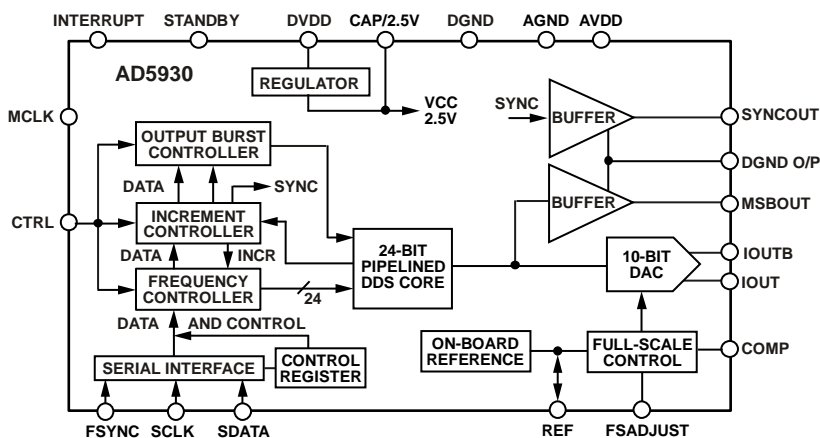 INTERRUPT STANDBY DVDD CAP/2.5V DGND AGND AVDD
AD5930
REGULATOR
VCC
2.5V
MCLK
OUTPUT BURST
CONTROLLER
DATA
SYNC
CTRL
INCREMENT
CONTROLLER
DATA
INCR
FREQUENCY
CONTROLLER
24
DATA
AND CONTROL
SERIAL INTERFACE
CONTROL
REGISTER
24-BIT
PIPELINED
DDS CORE
SYNC
BUFFER
SYNCOUT
DGND O/P
BUFFER
MSBOUT
10-BIT
DAC
IOUTB
IOUT
ON-BOARD
REFERENCE
FULL-SCALE
CONTROL
COMP
FSYNC SCLK SDATA REF FSADJUST